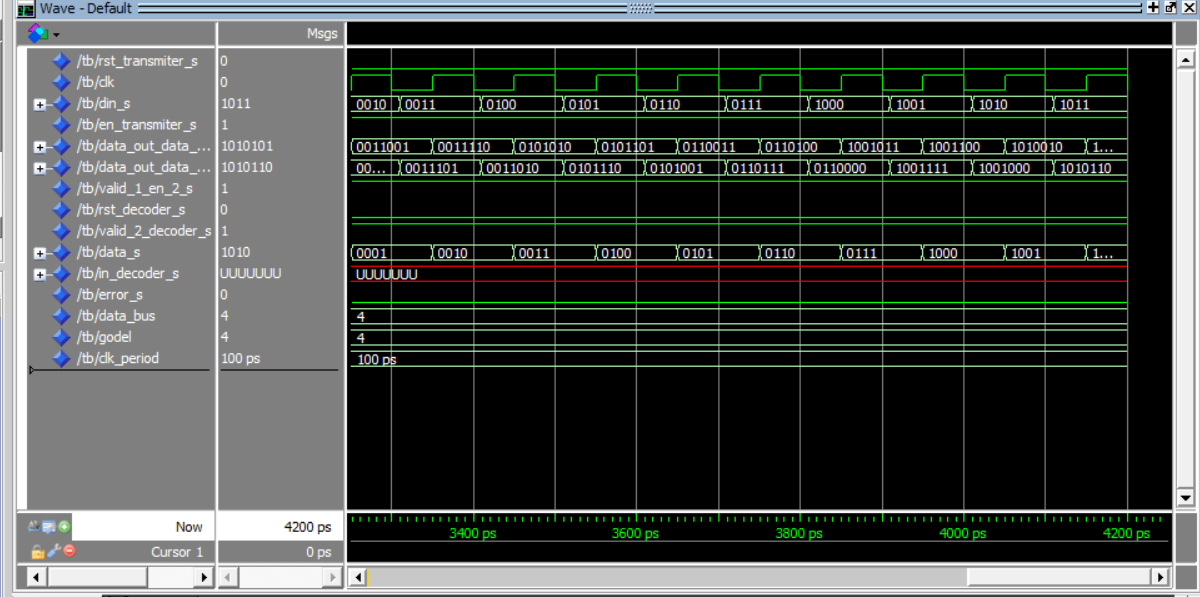 Wave - Default
Msgs
/tb/rst_transmiter_s 0
/tb/clk 0
/tb/din_s 1011 0010 0011 0100 0101 0110 0111 1000 1001 1010 1011
/tb/en_transmiter_s 1
/tb/data_out_data_... 1010101 0011001 0011110 0101010 0101101 0110011 0110100 1001011 1001100 1010010 1...
/tb/data_out_data_... 1010110 00... 0011101 0011010 0101110 0101001 0110111 0110000 1001111 1001000 1010110
/tb/valid_1_en_2_s 1
/tb/rst_decoder_s 0
/tb/valid_2_decoder_s 1
/tb/data_s 1010 0001 0010 0011 0100 0101 0110 0111 1000 1001 1...
/tb/in_decoder_s UUUUUUU UUUUUUU
/tb/error_s 0
/tb/data_bus 4 4
/tb/godel 4 4
/tb/clk_period 100 ps 100 ps
Now 4200 ps 3400 ps 3600 ps 3800 ps 4000 ps 4200 ps
Cursor 1 0 ps